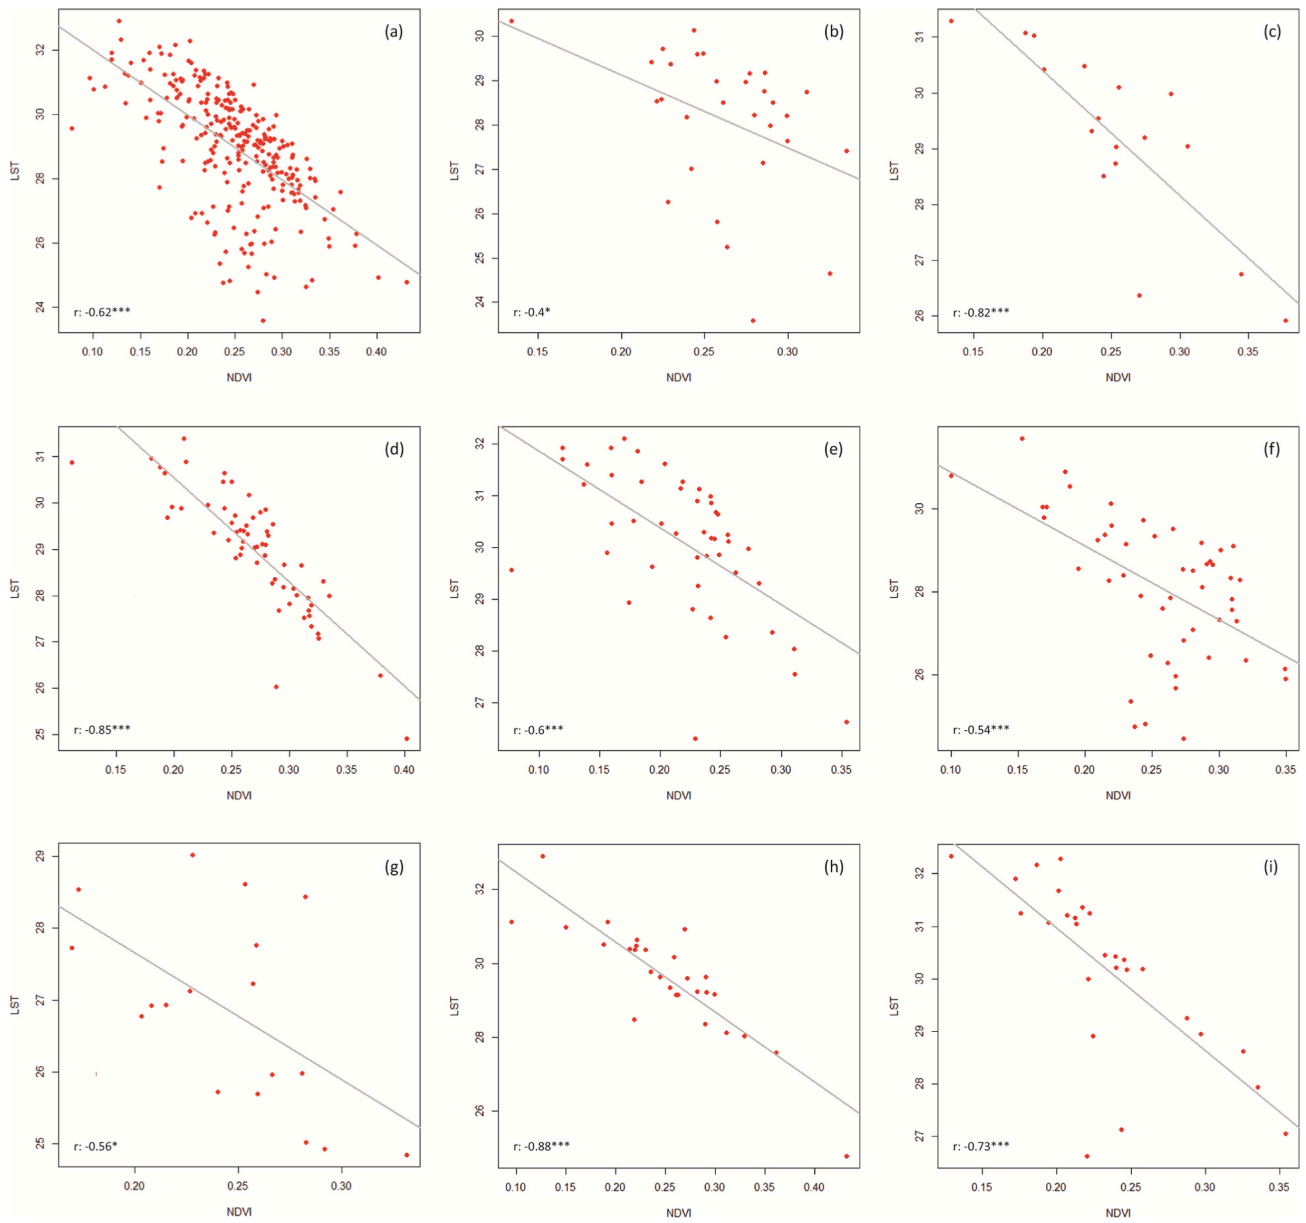 (a)
LST
32
30
28
26
24
r: -0.62***
0.10 0.15 0.20 0.25 0.30 0.35 0.40
NDVI
(b)
LST
30
29
28
27
26
25
24
r: -0.4*
0.15 0.20 0.25 0.30
NDVI
(c)
LST
31
30
29
28
27
26
r: -0.82***
0.15 0.20 0.25 0.30 0.35
NDVI
(d)
LST
31
30
29
28
27
26
25
r: -0.85***
0.15 0.20 0.25 0.30 0.35 0.40
NDVI
(e)
LST
32
31
30
29
28
27
r: -0.6***
0.10 0.15 0.20 0.25 0.30 0.35
NDVI
(f)
LST
30
28
26
r: -0.54***
0.10 0.15 0.20 0.25 0.30 0.35
NDVI
(g)
LST
29
28
27
26
25
r: -0.56*
0.20 0.25 0.30
NDVI
(h)
LST
32
30
28
26
r: -0.88***
0.10 0.15 0.20 0.25 0.30 0.35 0.40
NDVI
(i)
LST
32
31
30
29
28
27
r: -0.73***
0.15 0.20 0.25 0.30 0.35
NDVI